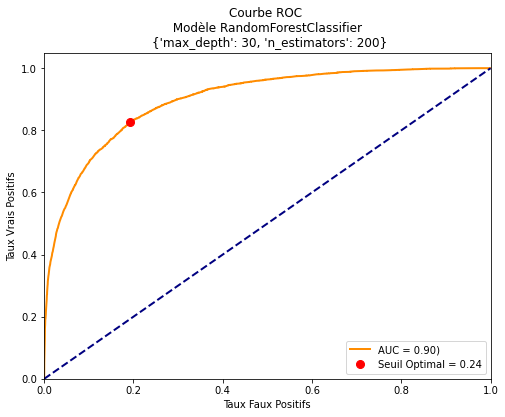 Courbe ROC
Modèle RandomForestClassifier
{'max_depth': 30, 'n_estimators': 200}
1.0
0.8
0.6
0.4
0.2
0.0
Taux Vrais Positifs
0.0 0.2 0.4 0.6 0.8 1.0
Taux Faux Positifs
AUC = 0.90)
Seuil Optimal = 0.24